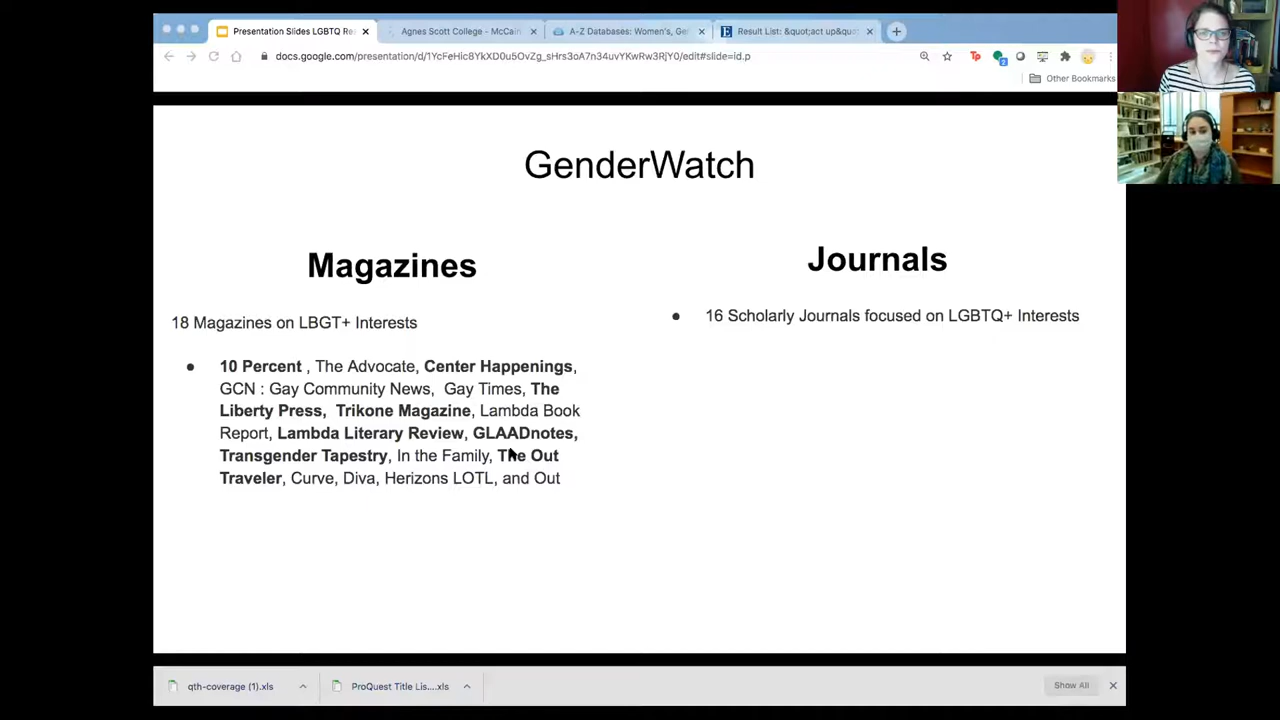 Presentation Slides LGBTQ Re
Agnes Scott College - McCain
A-Z Databases: Women's, Ge
Result List: &quot;act up&quot;
docs.google.com/presentation/d/1YcFeHic8YkXD0u5OvZg_sHrs3oA7n34uvYKwRw3RjY0/edit#slide=id.p
Other Bookmarks
GenderWatch
Magazines
18 Magazines on LBGT+ Interests
● 10 Percent , The Advocate, Center Happenings,
GCN : Gay Community News, Gay Times, The
Liberty Press, Trikone Magazine, Lambda Book
Report, Lambda Literary Review, GLAADnotes,
Transgender Tapestry, In the Family, The Out
Traveler, Curve, Diva, Herizons LOTL, and Out
Journals
● 16 Scholarly Journals focused on LGBTQ+ Interests
qth-coverage (1).xls
ProQuest Title Lis....xls
Show All